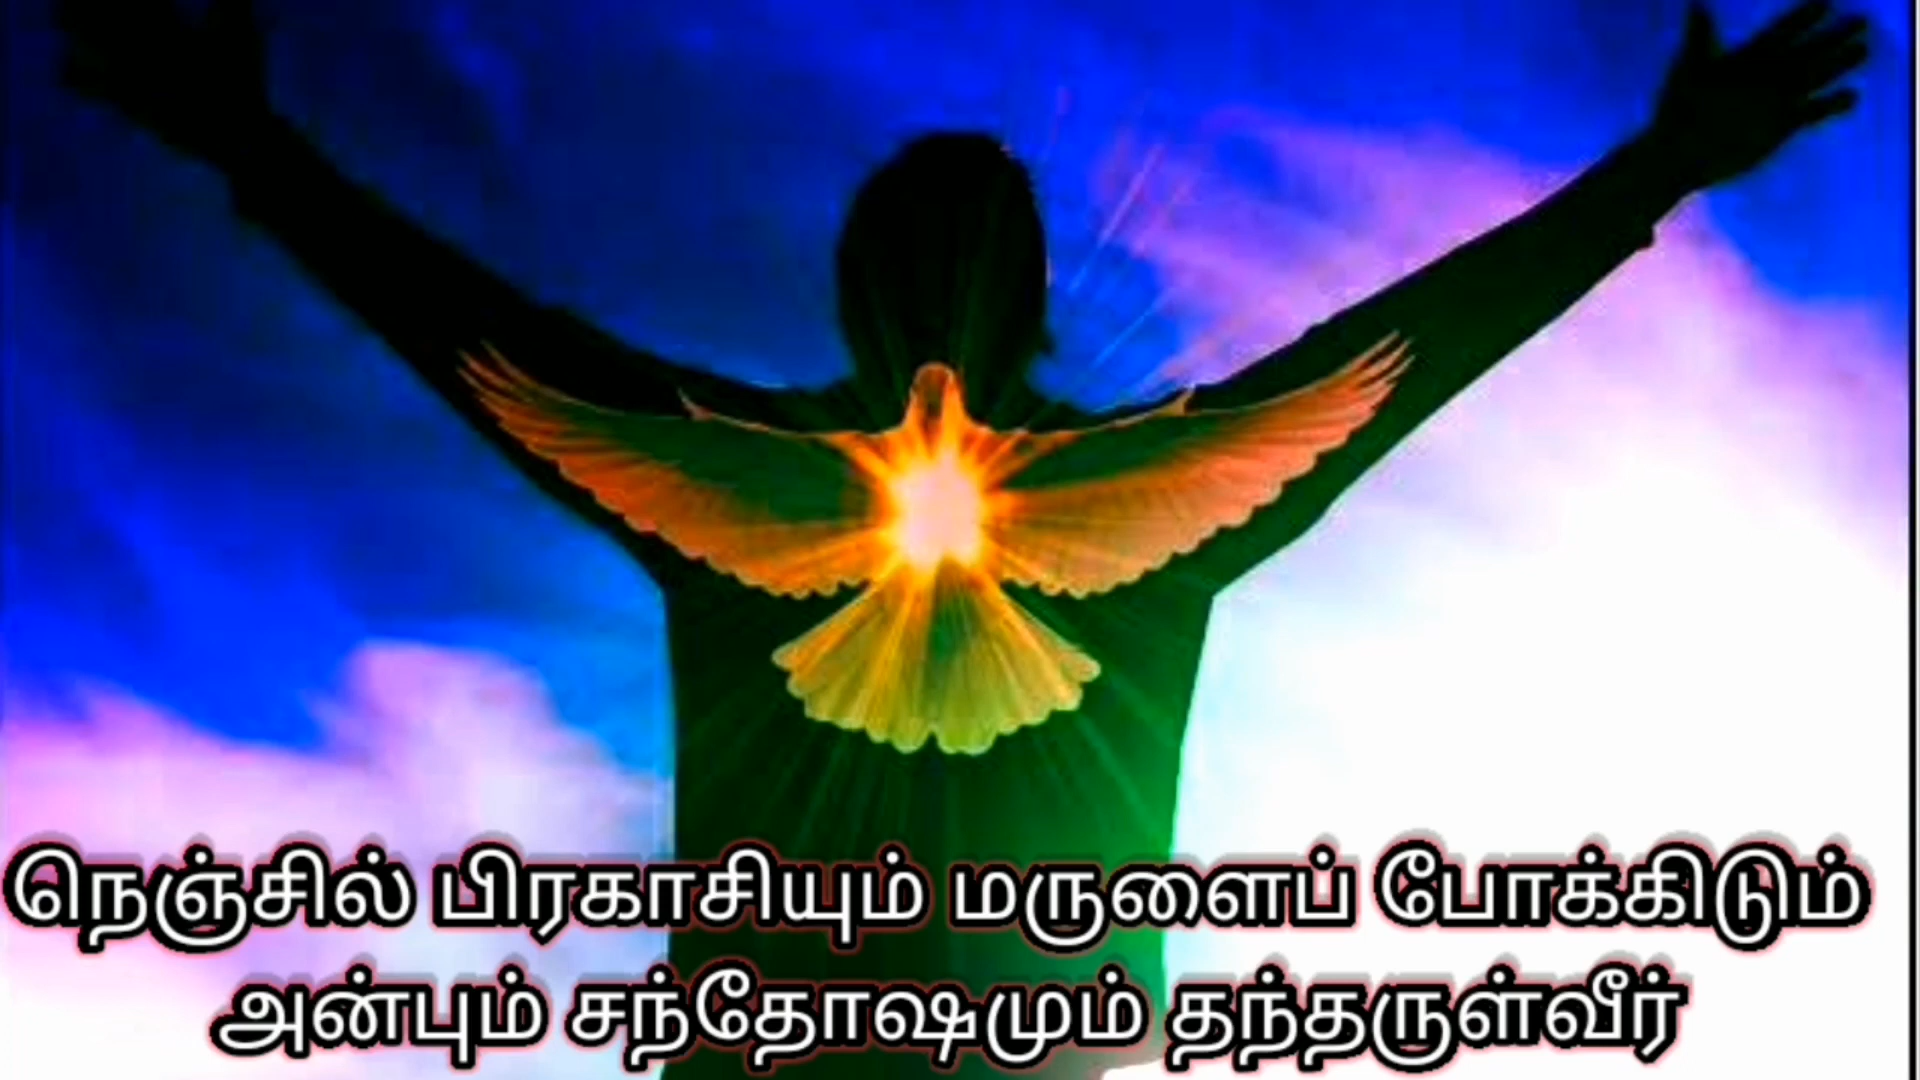 நெஞ்சில் பிரகாசியும் மருளைப் போக்கிடும்
அன்பும் சந்தோஷமும் தந்தருள்வீர்